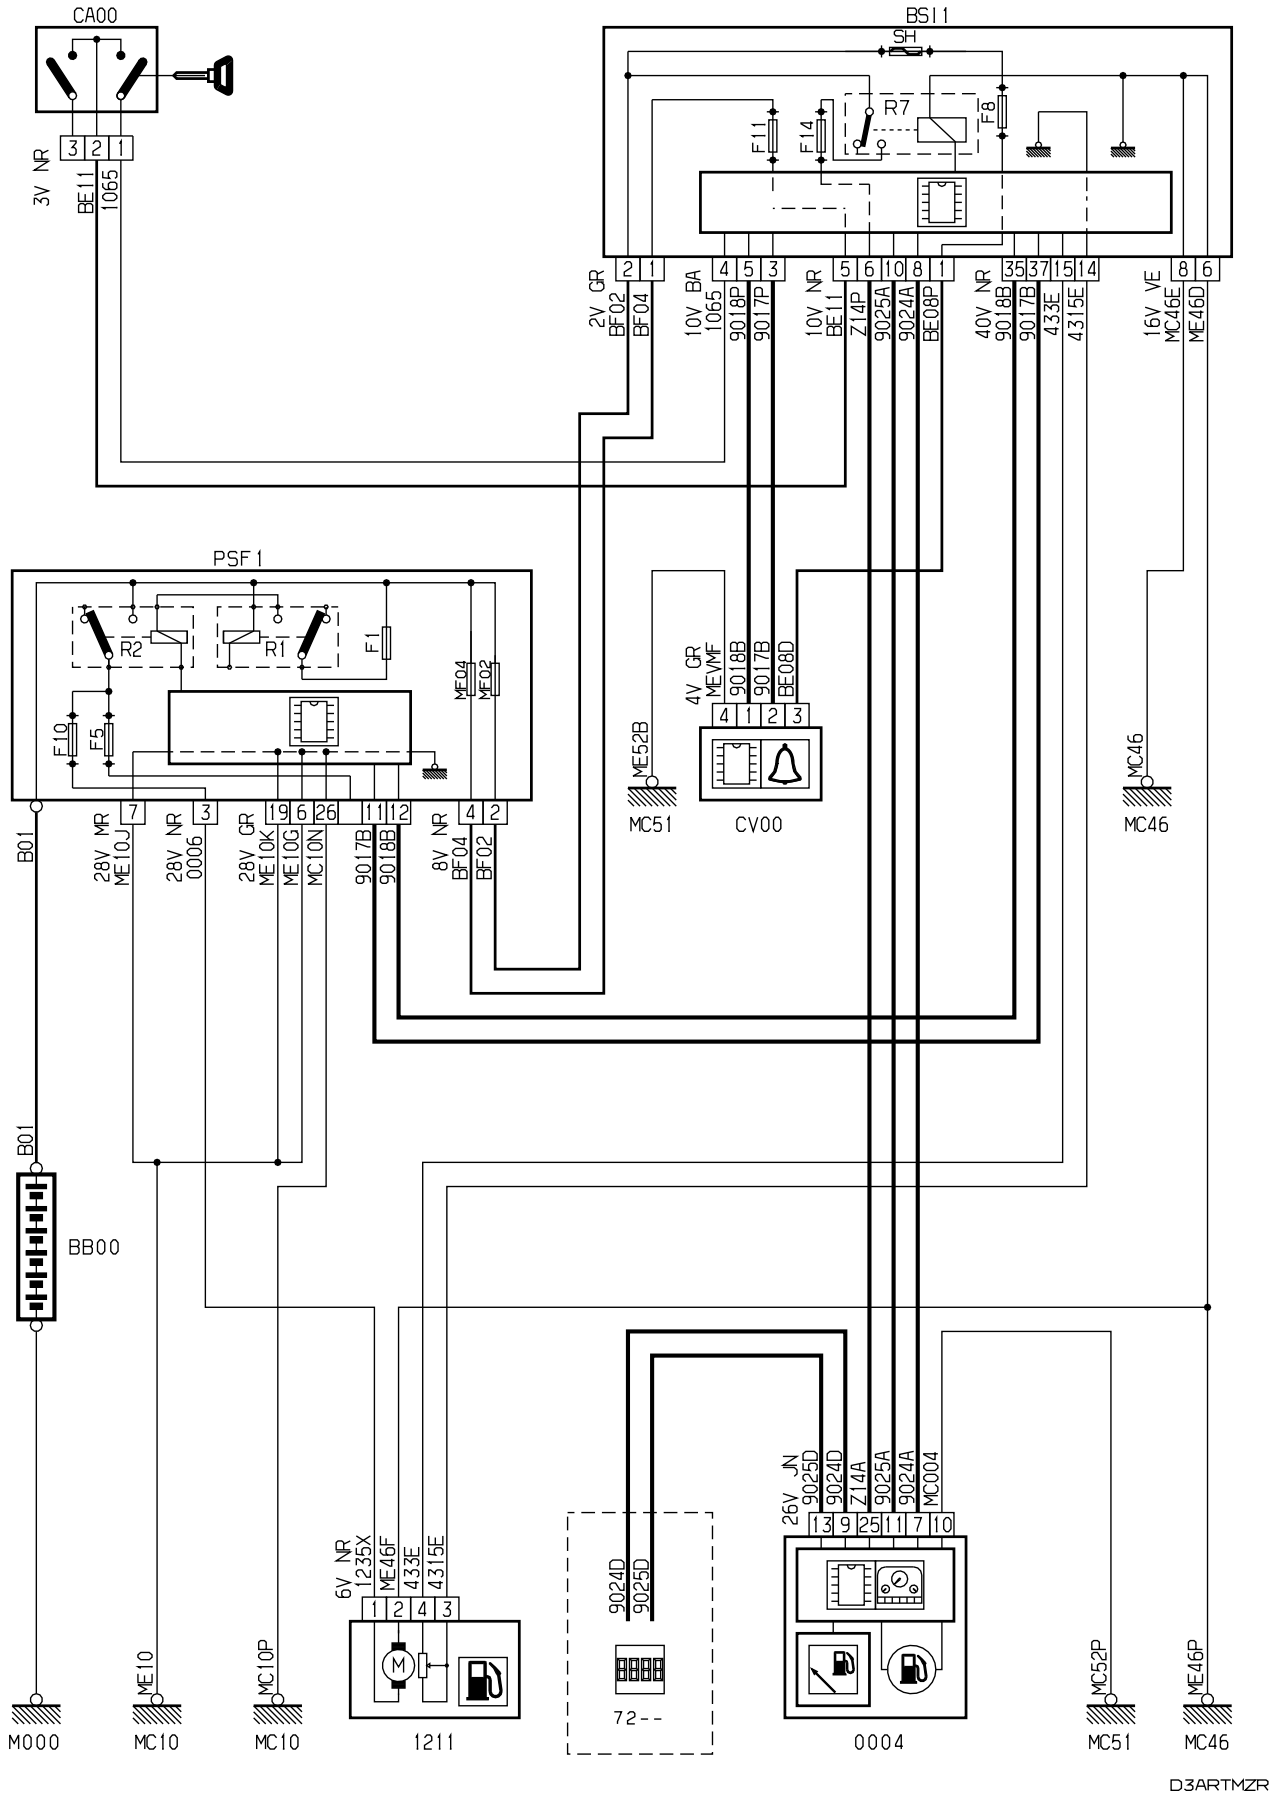 CA00
BSI1
SH
R7
F8
F11
F14
3 2 1
3V NR
BE11
1065
2 1
4 5 3
5 6 10 8 1
35 37 15 14
8 6
2V GR
BF02
BF04
10V BA
1065
9018P
9017P
10V NR
BE11
Z14P
9025A
9024A
BE08P
40V NR
9018B
9017B
433E
4315E
16V VE
MC46E
ME46D
PSF1
R2
R1
F1
MF04
MF02
F10
F5
4V GR
MEVMF
9018B
9017B
BE08D
4 1 2 3
ME52B
MC51
CV00
MC46
MC46
7
3
19 6 26
11 12
4 2
B01
28V MR
ME10J
28V NR
0006
28V GR
ME10K
ME10G
MC10N
9017B
9018B
8V NR
BF04
BF02
B01
BB00
26V JN
9025D
9024D
Z14A
9025A
9024A
MC004
13 9 25 11 7 10
6V NR
1235X
ME46F
433E
4315E
1 2 4 3
M
9024D
9025D
72--
ME10
MC10P
MC52P
ME46P
M000
MC10
MC10
1211
0004
MC51
MC46
D3ARTMZR